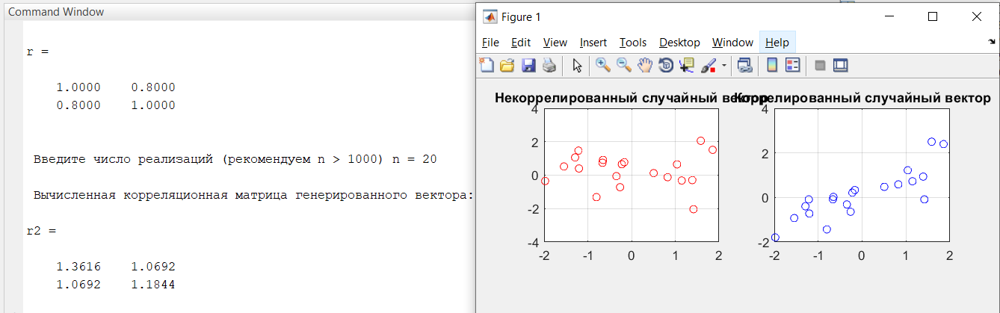 Command Window
r =
1.0000 0.8000
0.8000 1.0000
Введите число реализаций (рекомендуем n > 1000) n = 20
Вычисленная корреляционная матрица генерированного вектора:
r2 =
1.3616 1.0692
1.0692 1.1844
Figure 1
File Edit View Insert Tools Desktop Window Help
Некоррелированный случайный вектор
4
2
0
-2
-4
-2 -1 0 1 2
Коррелированный случайный вектор
4
2
0
-2
-2 -1 0 1 2